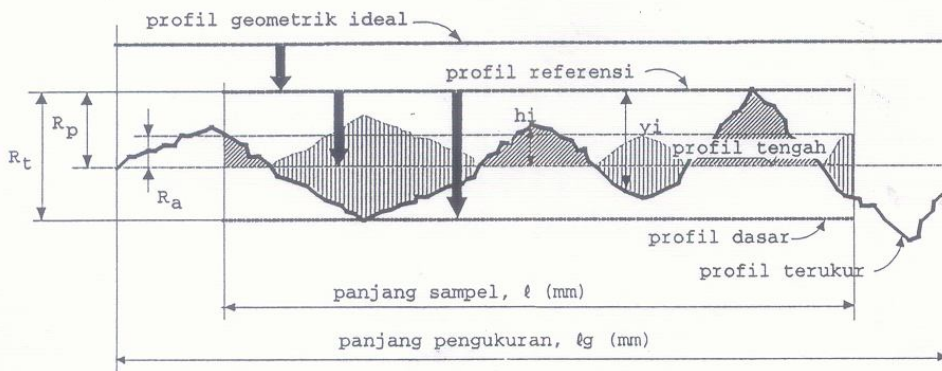 profil geometrik ideal
profil referensi
Rp
hi
yi
Rt
profil tengah
Ra
profil dasar
profil terukur
panjang sampel, ℓ (mm)
panjang pengukuran, ℓg (mm)